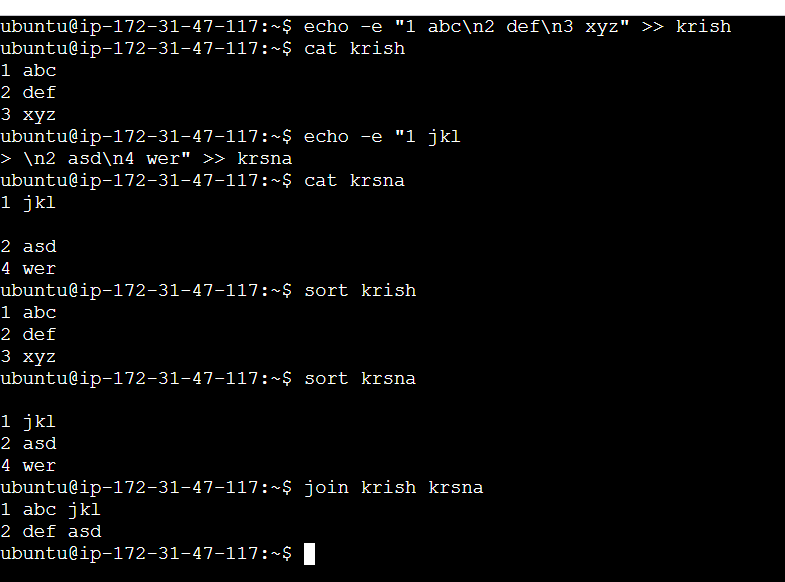 ubuntu@ip-172-31-47-117:~$ echo -e "1 abc\n2 def\n3 xyz" >> krish
ubuntu@ip-172-31-47-117:~$ cat krish
1 abc
2 def
3 xyz
ubuntu@ip-172-31-47-117:~$ echo -e "1 jkl
> \n2 asd\n4 wer" >> krsna
ubuntu@ip-172-31-47-117:~$ cat krsna
1 jkl

2 asd
4 wer
ubuntu@ip-172-31-47-117:~$ sort krish
1 abc
2 def
3 xyz
ubuntu@ip-172-31-47-117:~$ sort krsna

1 jkl
2 asd
4 wer
ubuntu@ip-172-31-47-117:~$ join krish krsna
1 abc jkl
2 def asd
ubuntu@ip-172-31-47-117:~$